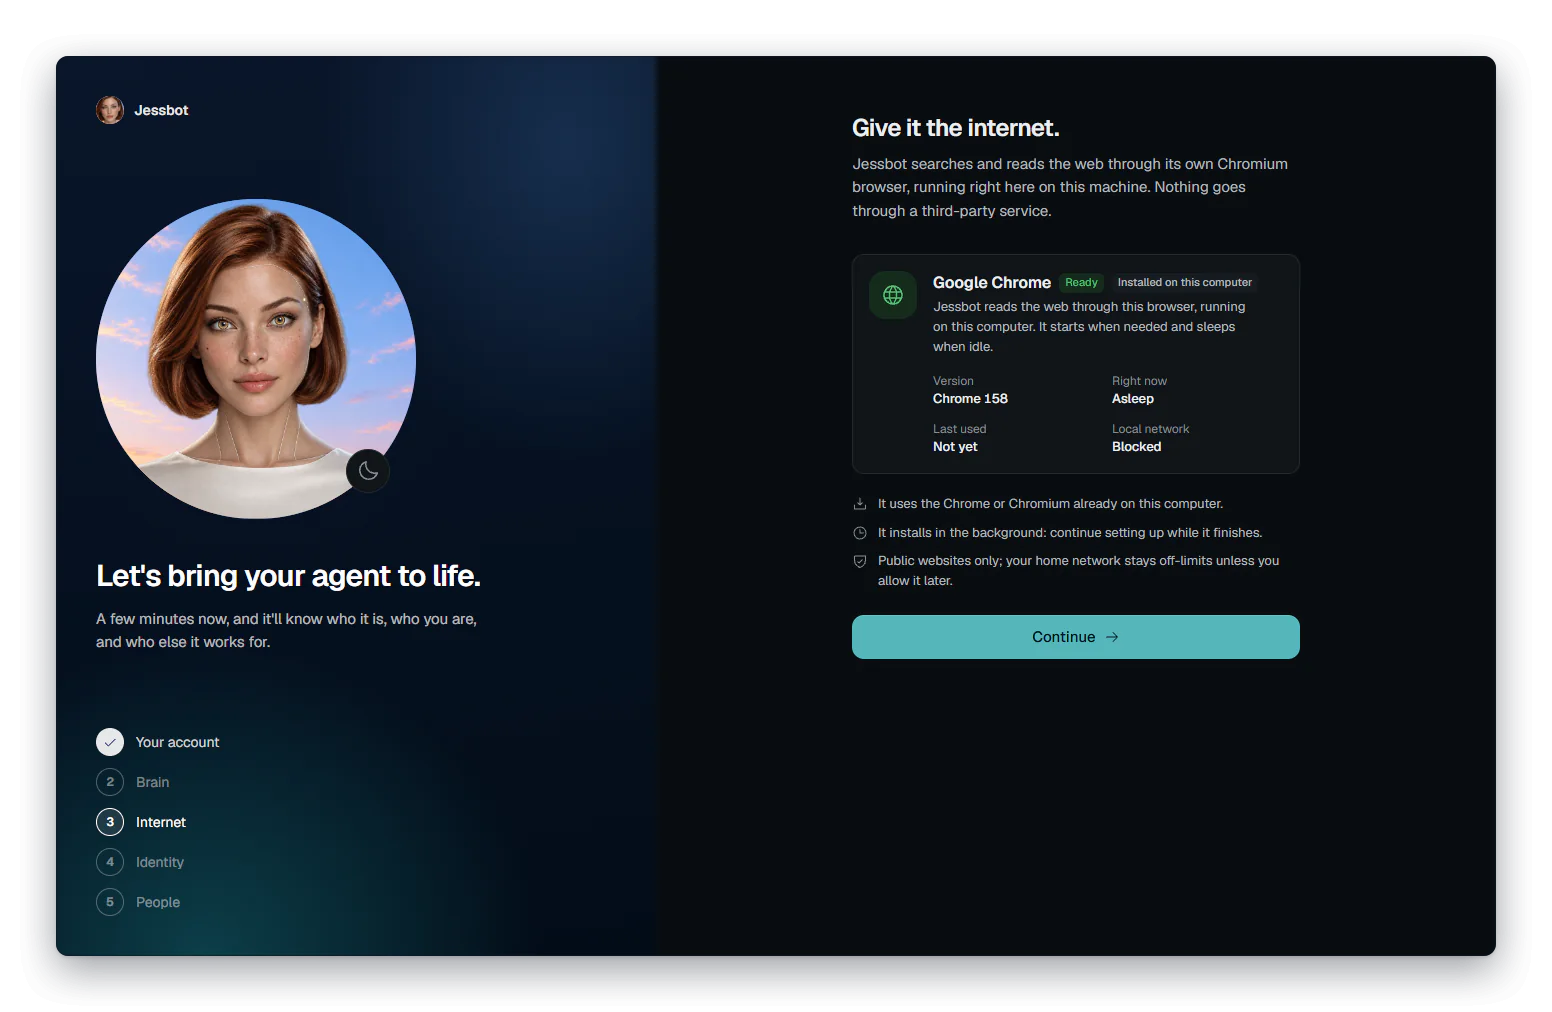 Jessbot
Let's bring your agent to life.
A few minutes now, and it'll know who it is, who you are,
and who else it works for.
Your account
2 Brain
3 Internet
4 Identity
5 People
Give it the internet.
Jessbot searches and reads the web through its own Chromium
browser, running right here on this machine. Nothing goes
through a third-party service.
Google Chrome Ready Installed on this computer
Jessbot reads the web through this browser, running
on this computer. It starts when needed and sleeps
when idle.
Version Right now
Chrome 158 Asleep
Last used Local network
Not yet Blocked
It uses the Chrome or Chromium already on this computer.
It installs in the background: continue setting up while it finishes.
Public websites only; your home network stays off-limits unless you
allow it later.
Continue →